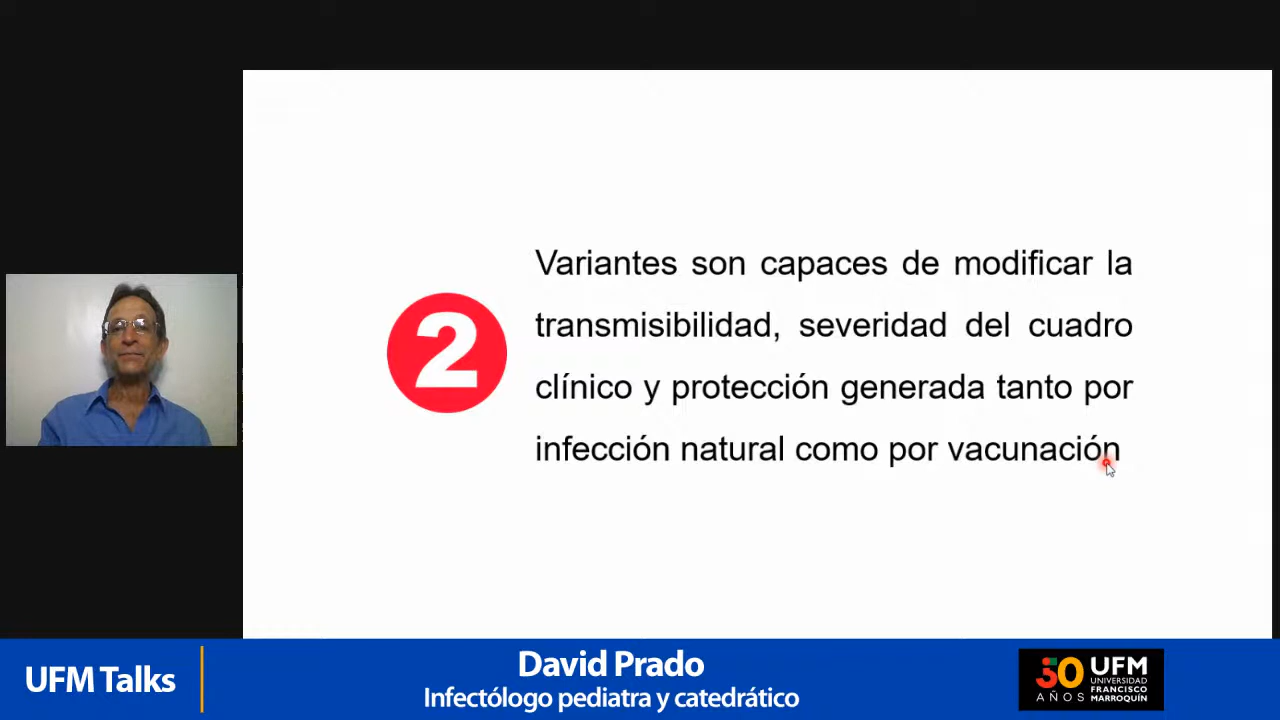 2
Variantes son capaces de modificar la
transmisibilidad, severidad del cuadro
clínico y protección generada tanto por
infección natural como por vacunación
UFM Talks
David Prado
Infectólogo pediatra y catedrático
50
AÑOS
UFM
UNIVERSIDAD
FRANCISCO
MARROQUÍN